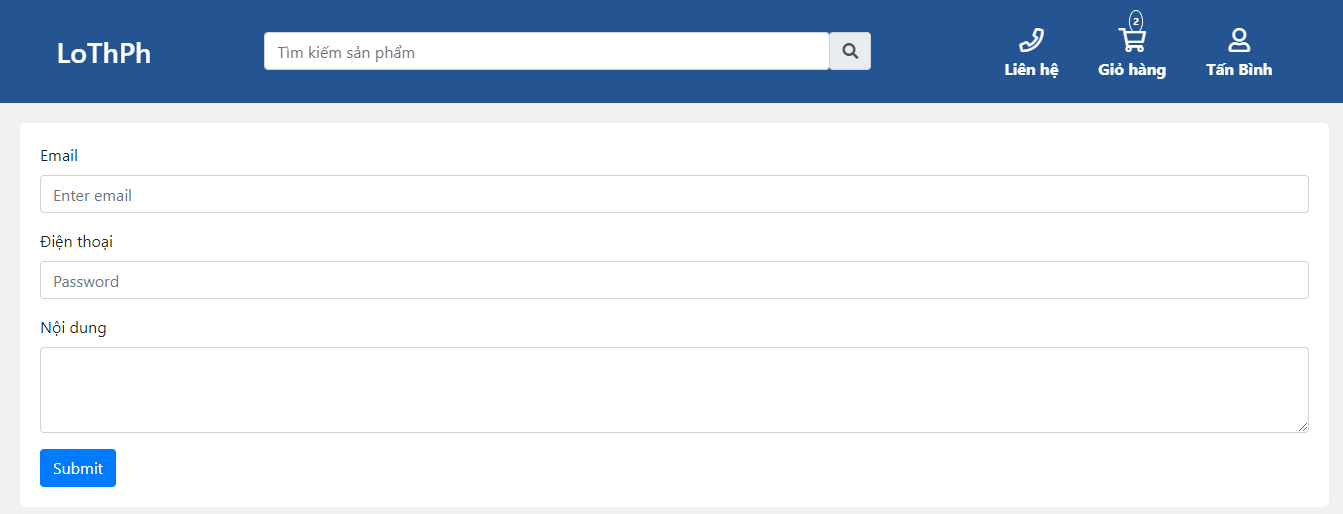 LoThPh
Tìm kiếm sản phẩm
Liên hệ
2
Giỏ hàng
Tấn Bình
Email
Enter email
Điện thoại
Password
Nội dung
Submit